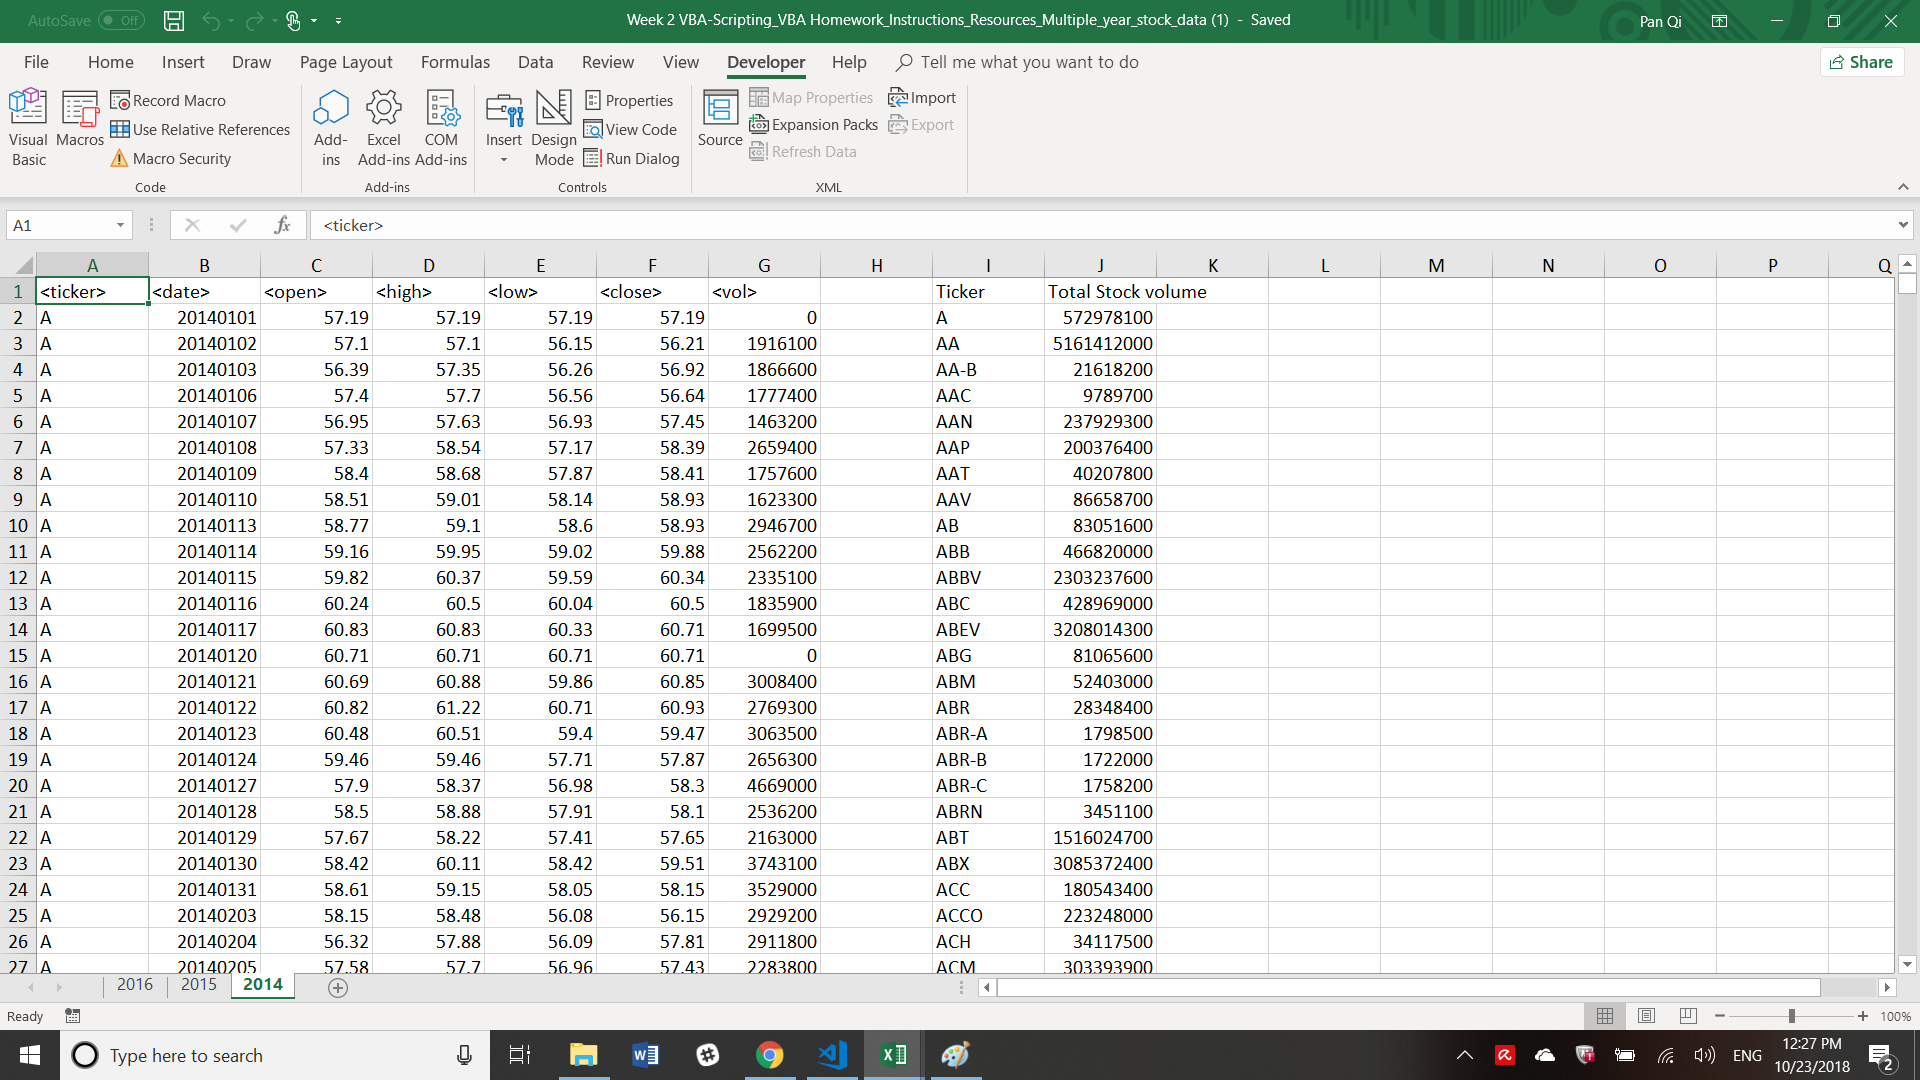 AutoSave Off Week 2 VBA-Scripting_VBA Homework_Instructions_Resources_Multiple_year_stock_data (1) - Saved Pan Qi
File Home Insert Draw Page Layout Formulas Data Review View Developer Help Tell me what you want to do Share
Visual Basic Macros Record Macro Use Relative References Macro Security
Add-ins Excel Add-ins COM Add-ins
Insert Design Mode Properties View Code Run Dialog
Source Map Properties Expansion Packs Refresh Data Import Export
Code Add-ins Controls XML
A1 fx <ticker>
A B C D E F G H I J K L M N O P Q
1 <ticker> <date> <open> <high> <low> <close> <vol> Ticker Total Stock volume
2 A 20140101 57.19 57.19 57.19 57.19 0 A 572978100
3 A 20140102 57.1 57.1 56.15 56.21 1916100 AA 5161412000
4 A 20140103 56.39 57.35 56.26 56.92 1866600 AA-B 21618200
5 A 20140106 57.4 57.7 56.56 56.64 1777400 AAC 9789700
6 A 20140107 56.95 57.63 56.93 57.45 1463200 AAN 237929300
7 A 20140108 57.33 58.54 57.17 58.39 2659400 AAP 200376400
8 A 20140109 58.4 58.68 57.87 58.41 1757600 AAT 40207800
9 A 20140110 58.51 59.01 58.14 58.93 1623300 AAV 86658700
10 A 20140113 58.77 59.1 58.6 58.93 2946700 AB 83051600
11 A 20140114 59.16 59.95 59.02 59.88 2562200 ABB 466820000
12 A 20140115 59.82 60.37 59.59 60.34 2335100 ABBV 2303237600
13 A 20140116 60.24 60.5 60.04 60.5 1835900 ABC 428969000
14 A 20140117 60.83 60.83 60.33 60.71 1699500 ABEV 3208014300
15 A 20140120 60.71 60.71 60.71 60.71 0 ABG 81065600
16 A 20140121 60.69 60.88 59.86 60.85 3008400 ABM 52403000
17 A 20140122 60.82 61.22 60.71 60.93 2769300 ABR 28348400
18 A 20140123 60.48 60.51 59.4 59.47 3063500 ABR-A 1798500
19 A 20140124 59.46 59.46 57.71 57.87 2656300 ABR-B 1722000
20 A 20140127 57.9 58.37 56.98 58.3 4669000 ABR-C 1758200
21 A 20140128 58.5 58.88 57.91 58.1 2536200 ABRN 3451100
22 A 20140129 57.67 58.22 57.41 57.65 2163000 ABT 1516024700
23 A 20140130 58.42 60.11 58.42 59.51 3743100 ABX 3085372400
24 A 20140131 58.61 59.15 58.05 58.15 3529000 ACC 180543400
25 A 20140203 58.15 58.48 56.08 56.15 2929200 ACCO 223248000
26 A 20140204 56.32 57.88 56.09 57.81 2911800 ACH 34117500
27 A 20140205 57.58 57.7 56.96 57.43 2283800 ACM 303393900
2016 2015 2014
Ready 100%
Type here to search ENG 12:27 PM
10/23/2018 2